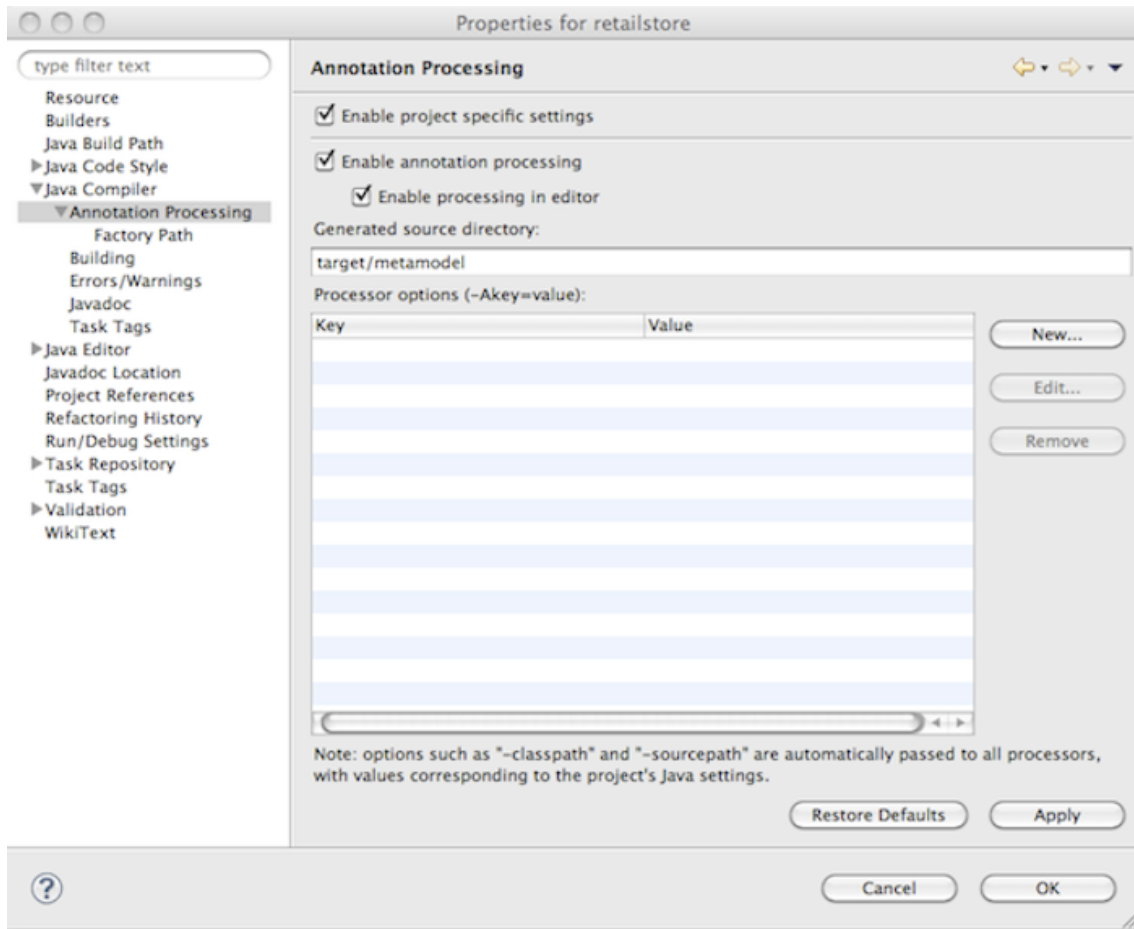 Properties for retailstore
type filter text
Resource
Builders
Java Build Path
Java Code Style
Java Compiler
Annotation Processing
Factory Path
Building
Errors/Warnings
Javadoc
Task Tags
Java Editor
Javadoc Location
Project References
Refactoring History
Run/Debug Settings
Task Repository
Task Tags
Validation
WikiText
Annotation Processing
Enable project specific settings
Enable annotation processing
Enable processing in editor
Generated source directory:
target/metamodel
Processor options (-Akey=value):
Key Value
New...
Edit...
Remove
Note: options such as "-classpath" and "-sourcepath" are automatically passed to all processors,
with values corresponding to the project's Java settings.
Restore Defaults Apply
? Cancel OK